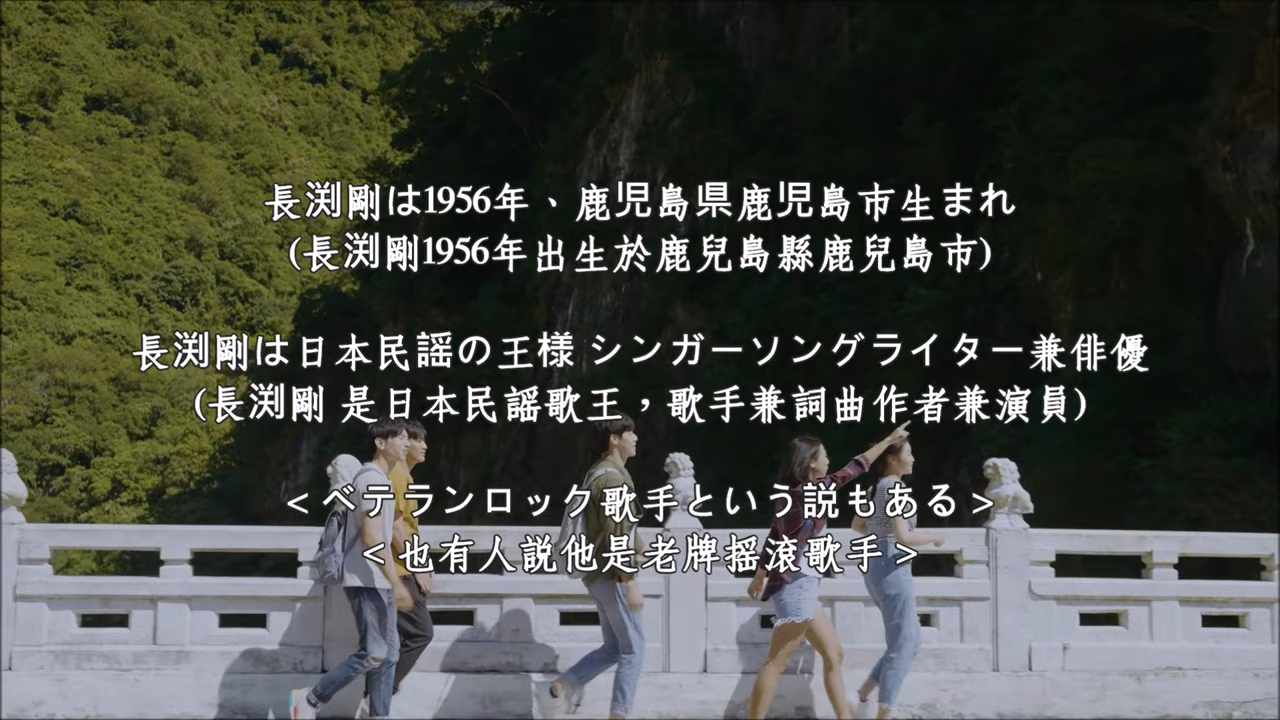 長渕剛は1956年、鹿児島県鹿児島市生まれ
(長渕剛1956年出生於鹿兒島縣鹿兒島市)
長渕剛は日本民謡の王様 シンガーソングライター兼俳優
(長渕剛 是日本民謡歌王，歌手兼詞曲作者兼演員)
<ベテランロック歌手という説もある>
<也有人説他是老牌摇滾歌手>